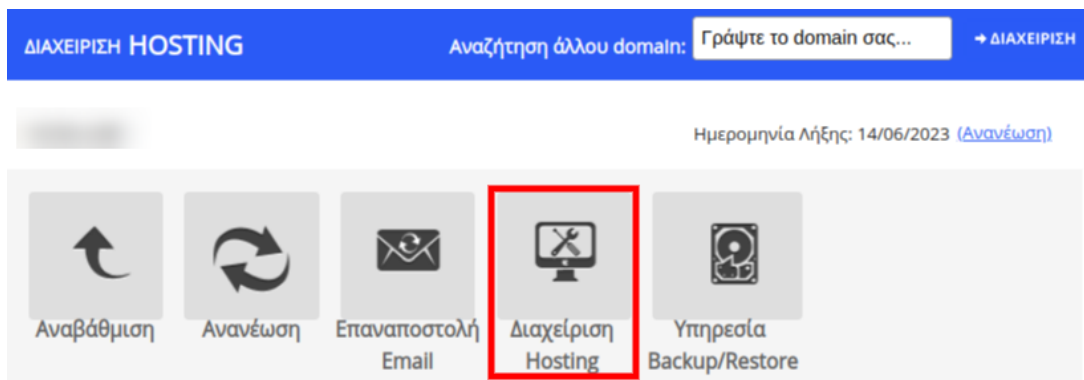 ΔΙΑΧΕΙΡΙΣΗ HOSTING
Αναζήτηση άλλου domain: Γράψτε το domain σας... ➔ ΔΙΑΧΕΙΡΙΣΗ
Ημερομηνία Λήξης: 14/06/2023 (Ανανέωση)
Αναβάθμιση
Ανανέωση
Επαναποστολή
Email
Διαχείριση
Hosting
Υπηρεσία
Backup/Restore